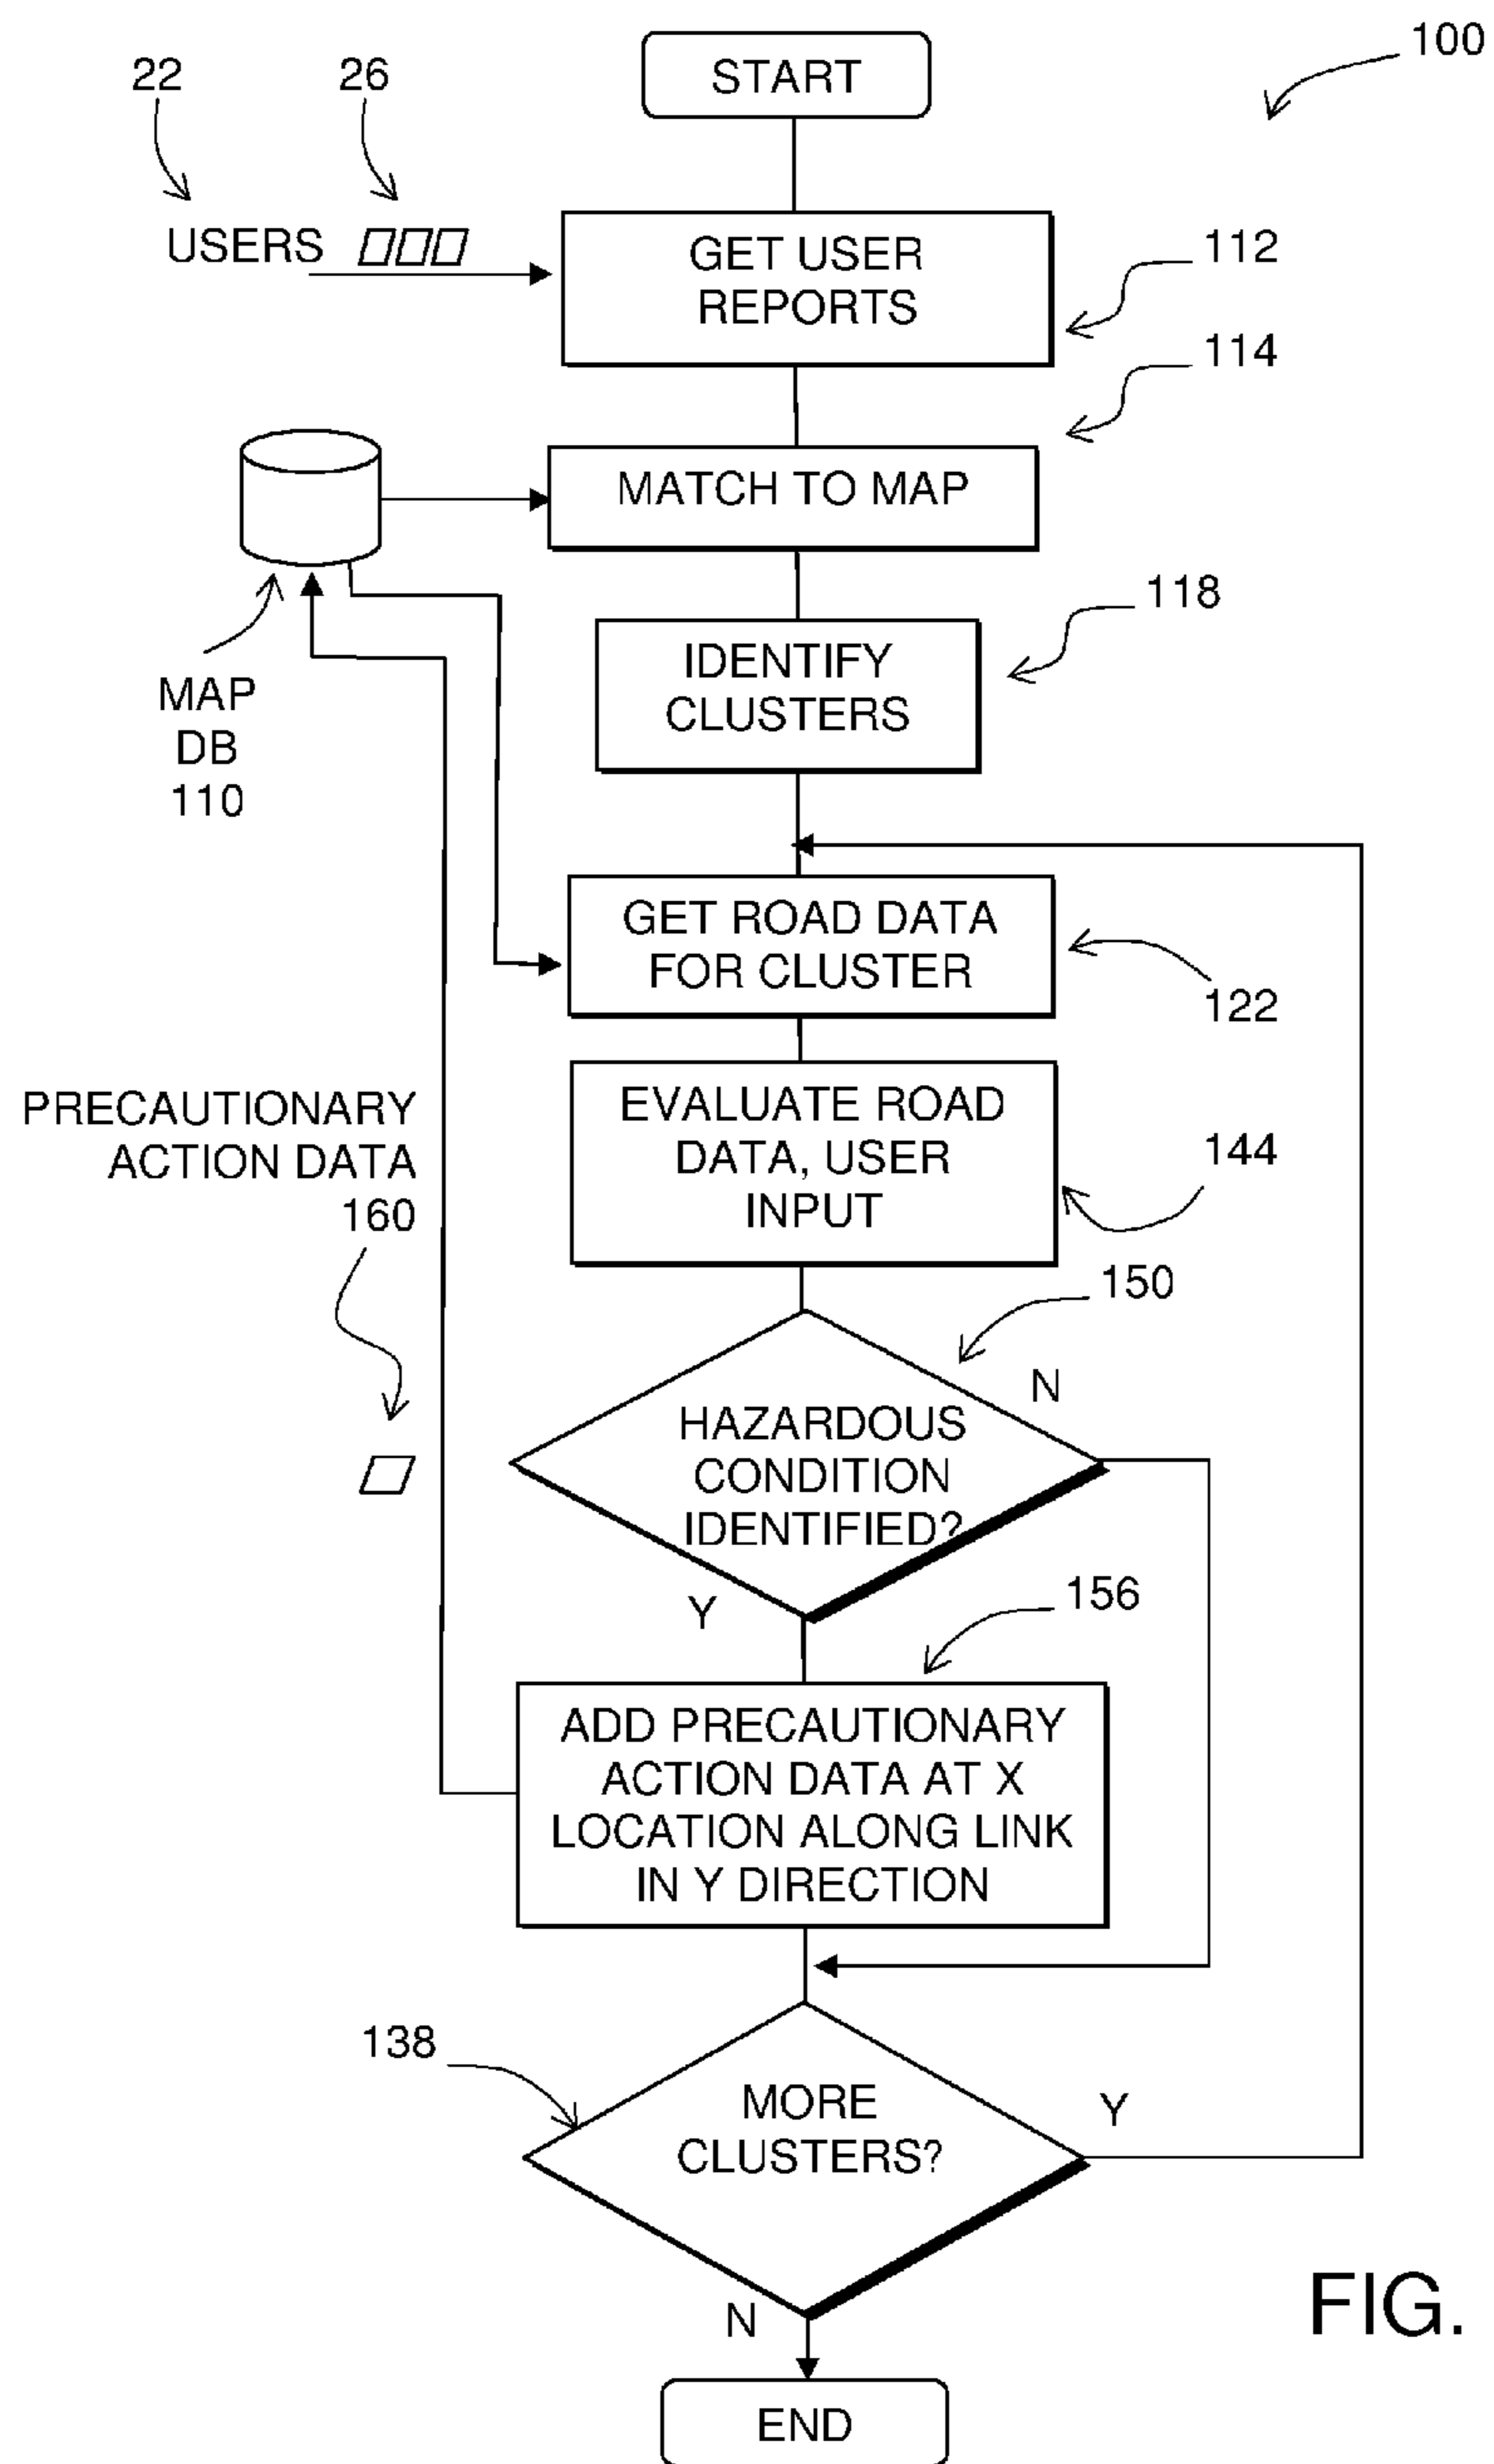 100
22
26
START
USERS
GET USER
REPORTS
112
114
MATCH TO MAP
118
IDENTIFY
CLUSTERS
MAP
DB
110
GET ROAD DATA
FOR CLUSTER
122
PRECAUTIONARY
ACTION DATA
160
EVALUATE ROAD
DATA, USER
INPUT
144
150
N
HAZARDOUS
CONDITION
IDENTIFIED?
Y
156
ADD PRECAUTIONARY
ACTION DATA AT X
LOCATION ALONG LINK
IN Y DIRECTION
138
MORE
CLUSTERS?
Y
N
FIG.
END